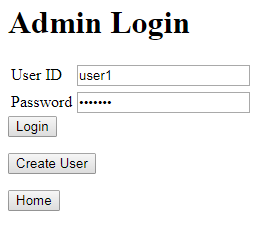 Admin Login
User ID user1
Password •••••••
Login
Create User
Home